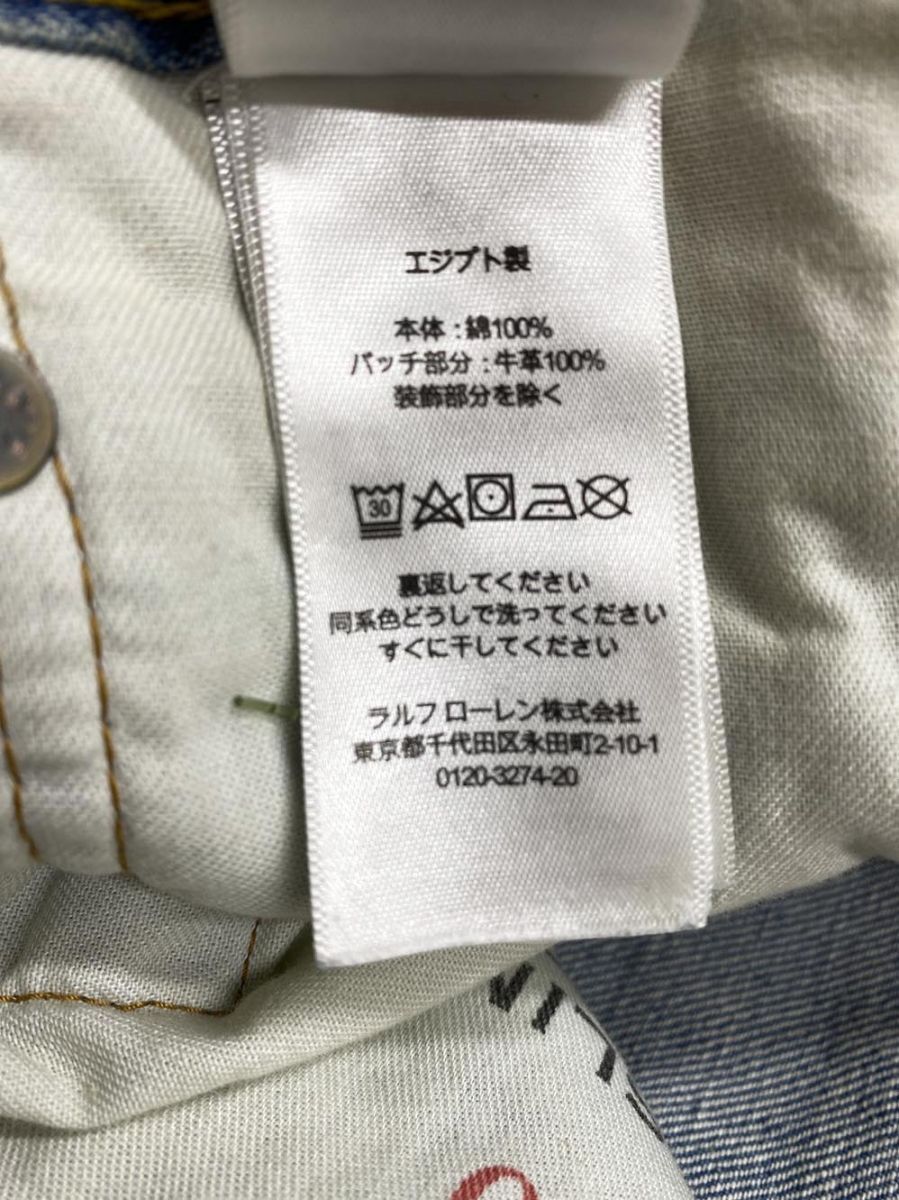 エジプト製
本体 : 綿100%
パッチ部分 : 牛革100%
装飾部分を除く
30
裏返してください
同系色どうしで洗ってください
すぐに干してください
ラルフ ローレン株式会社
東京都千代田区永田町2-10-1
0120-3274-20